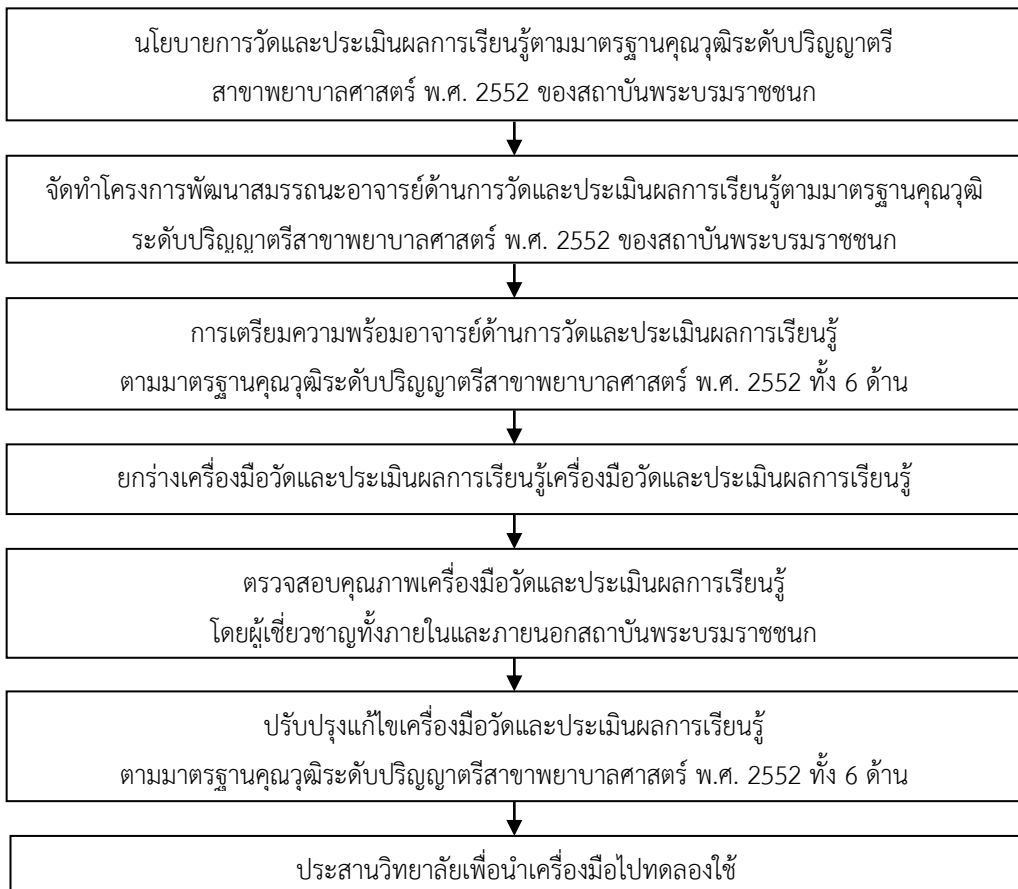 นโยบายการวัดและประเมินผลการเรียนรู้ตามมาตรฐานคุณวุฒิระดับปริญญาตรี
สาขาพยาบาลศาสตร์ พ.ศ. 2552 ของสถาบันพระบรมราชชนก
จัดทำโครงการพัฒนาสมรรถนะอาจารย์ด้านการวัดและประเมินผลการเรียนรู้ตามมาตรฐานคุณวุฒิ
ระดับปริญญาตรีสาขาพยาบาลศาสตร์ พ.ศ. 2552 ของสถาบันพระบรมราชชนก
การเตรียมความพร้อมอาจารย์ด้านการวัดและประเมินผลการเรียนรู้
ตามมาตรฐานคุณวุฒิระดับปริญญาตรีสาขาพยาบาลศาสตร์ พ.ศ. 2552 ทั้ง 6 ด้าน
ยกร่างเครื่องมือวัดและประเมินผลการเรียนรู้เครื่องมือวัดและประเมินผลการเรียนรู้
ตรวจสอบคุณภาพเครื่องมือวัดและประเมินผลการเรียนรู้
โดยผู้เชี่ยวชาญทั้งภายในและภายนอกสถาบันพระบรมราชชนก
ปรับปรุงแก้ไขเครื่องมือวัดและประเมินผลการเรียนรู้
ตามมาตรฐานคุณวุฒิระดับปริญญาตรีสาขาพยาบาลศาสตร์ พ.ศ. 2552 ทั้ง 6 ด้าน
ประสานวิทยาลัยเพื่อนำเครื่องมือไปทดลองใช้